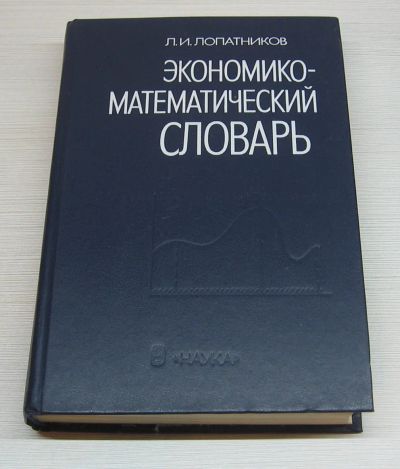 Л.И. ЛОПАТНИКОВ
ЭКОНОМИКО-
МАТЕМАТИЧЕСКИЙ
СЛОВАРЬ
«НАУКА»